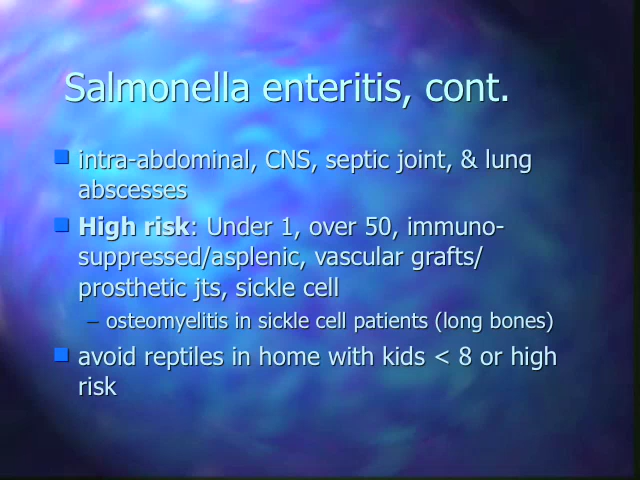 Salmonella enteritis, cont.
intra-abdominal, CNS, septic joint, & lung
abscesses
High risk: Under 1, over 50, immuno-
suppressed/asplenic, vascular grafts/
prosthetic jts, sickle cell
– osteomyelitis in sickle cell patients (long bones)
avoid reptiles in home with kids < 8 or high
risk